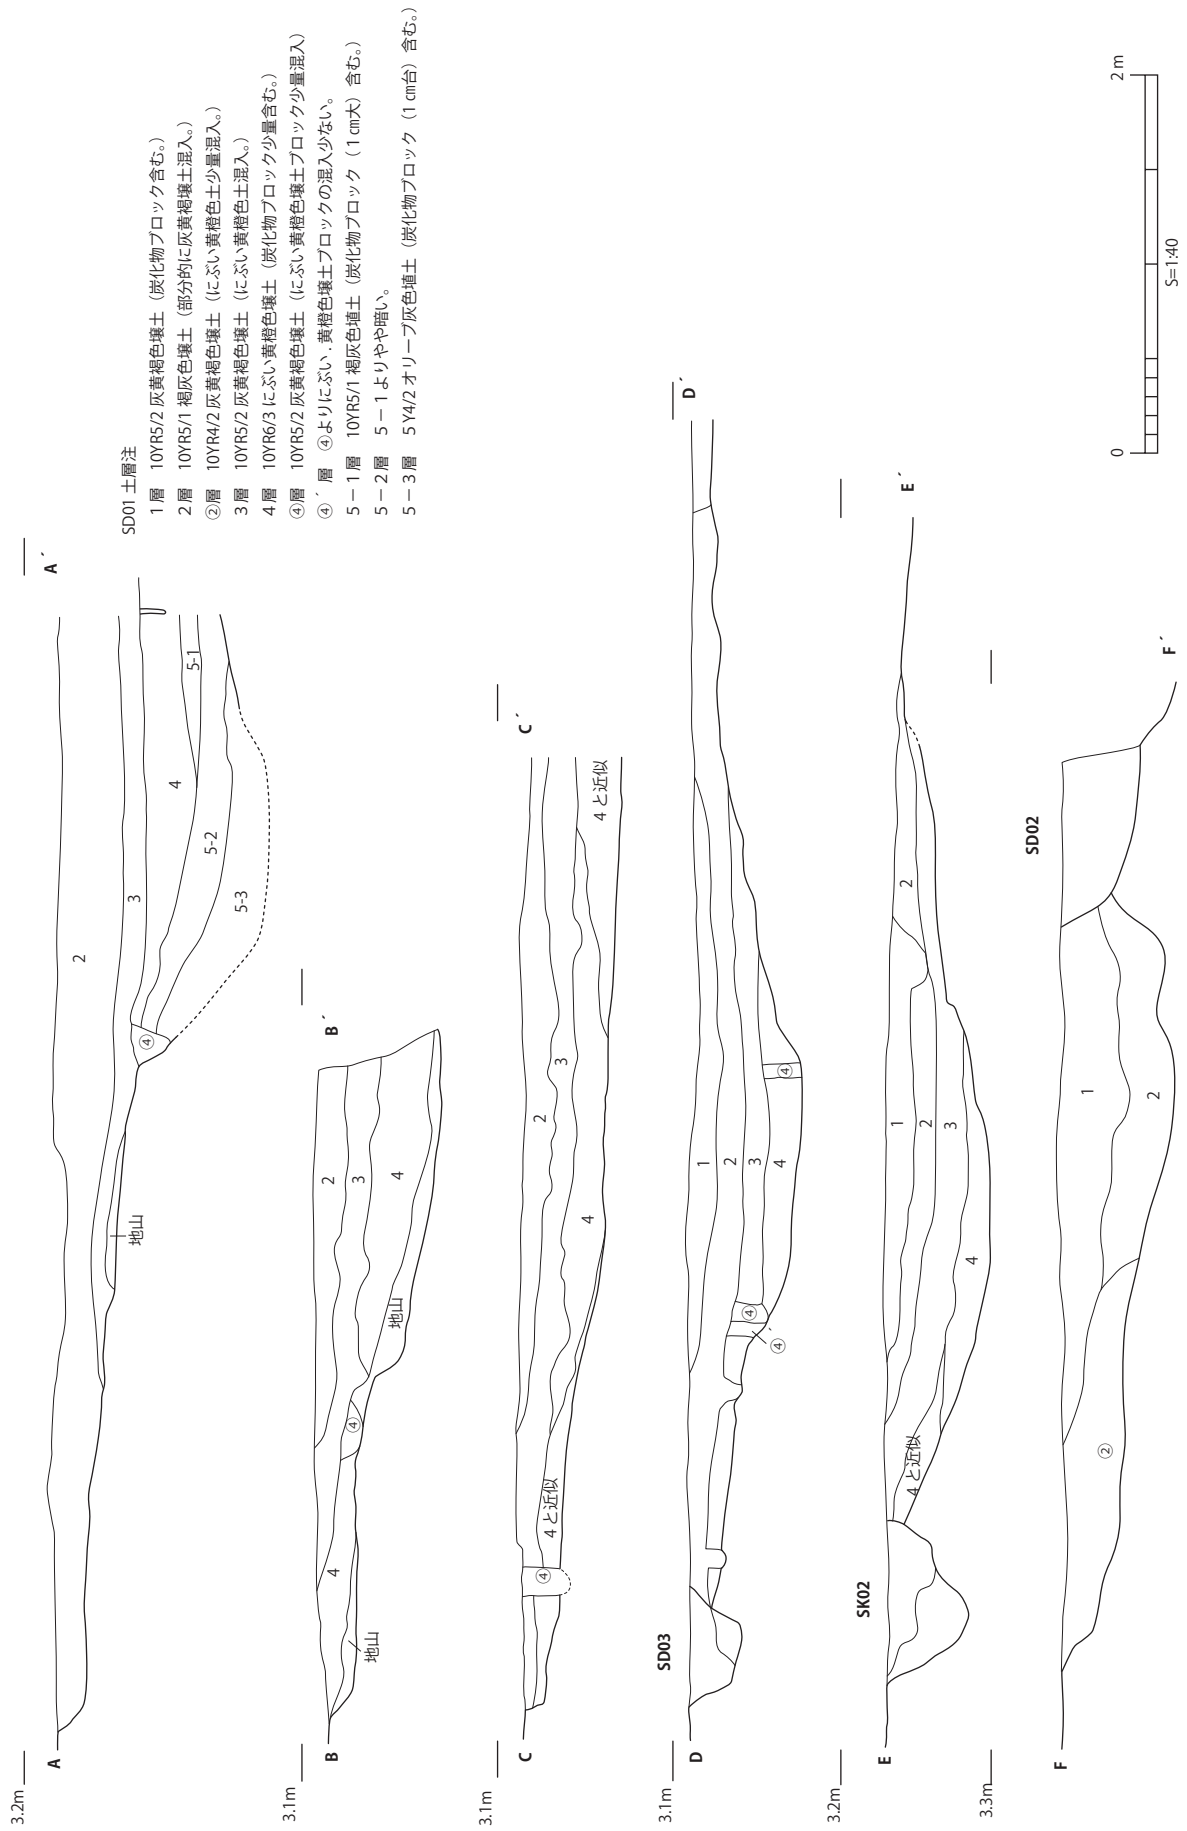 SD01 土層注
1層 10YR5/2 灰黄褐色壌土（炭化物ブロック含む。）
2層 10YR5/1 褐灰色壌土（部分的に灰黄褐壌土混入。）
②層 10YR4/2 灰黄褐色壌土（にぶい黄橙色土少量混入。）
3層 10YR5/2 灰黄褐色壌土（にぶい黄橙色土混入。）
4層 10YR6/3 にぶい黄橙色壌土（炭化物ブロック少量含む。）
④層 10YR5/2 灰黄褐色壌土（にぶい黄橙色壌土ブロック少量混入）
④´層 ④よりにぶい．黄橙色壌土ブロックの混入少ない。
5－1層 10YR5/1 褐灰色埴土（炭化物ブロック（1㎝大）含む。）
5－2層 5－1よりやや暗い。
5－3層 5Y4/2 オリーブ灰色埴土（炭化物ブロック（1㎝台）含む。）
3.2m
A
A´
2
3
4
5-1
5-2
5-3
④
地山
3.1m
B
B´
2
3
4
地山
④
4
地山
3.1m
C
C´
2
3
4
4と近似
4と近似
④
3.1m
D
D´
SD03
1
2
3
4
④
④
④´
3.2m
E
E´
SK02
1
2
2
3
4
4と近似
3.3m
F
F´
SD02
1
2
②
0
2m
S=1:40